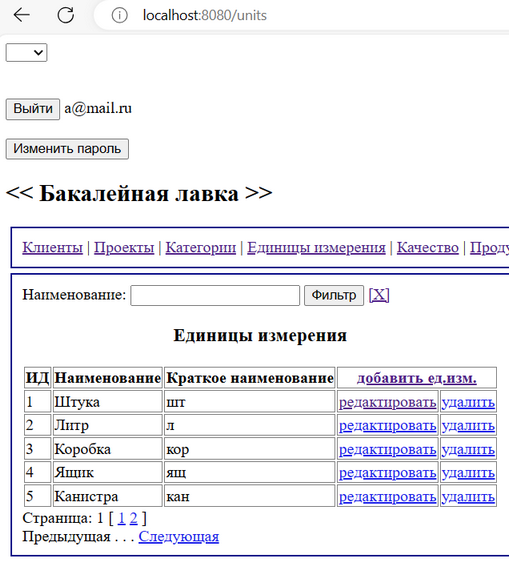 localhost:8080/units
Выйти a@mail.ru
Изменить пароль
<< Бакалейная лавка >>
Клиенты | Проекты | Категории | Единицы измерения | Качество | Проду
Наименование: Фильтр [X]
Единицы измерения
ИД Наименование Краткое наименование добавить ед.изм.
1 Штука шт редактировать удалить
2 Литр л редактировать удалить
3 Коробка кор редактировать удалить
4 Ящик ящ редактировать удалить
5 Канистра кан редактировать удалить
Страница: 1 [ 1 2 ]
Предыдущая . . . Следующая